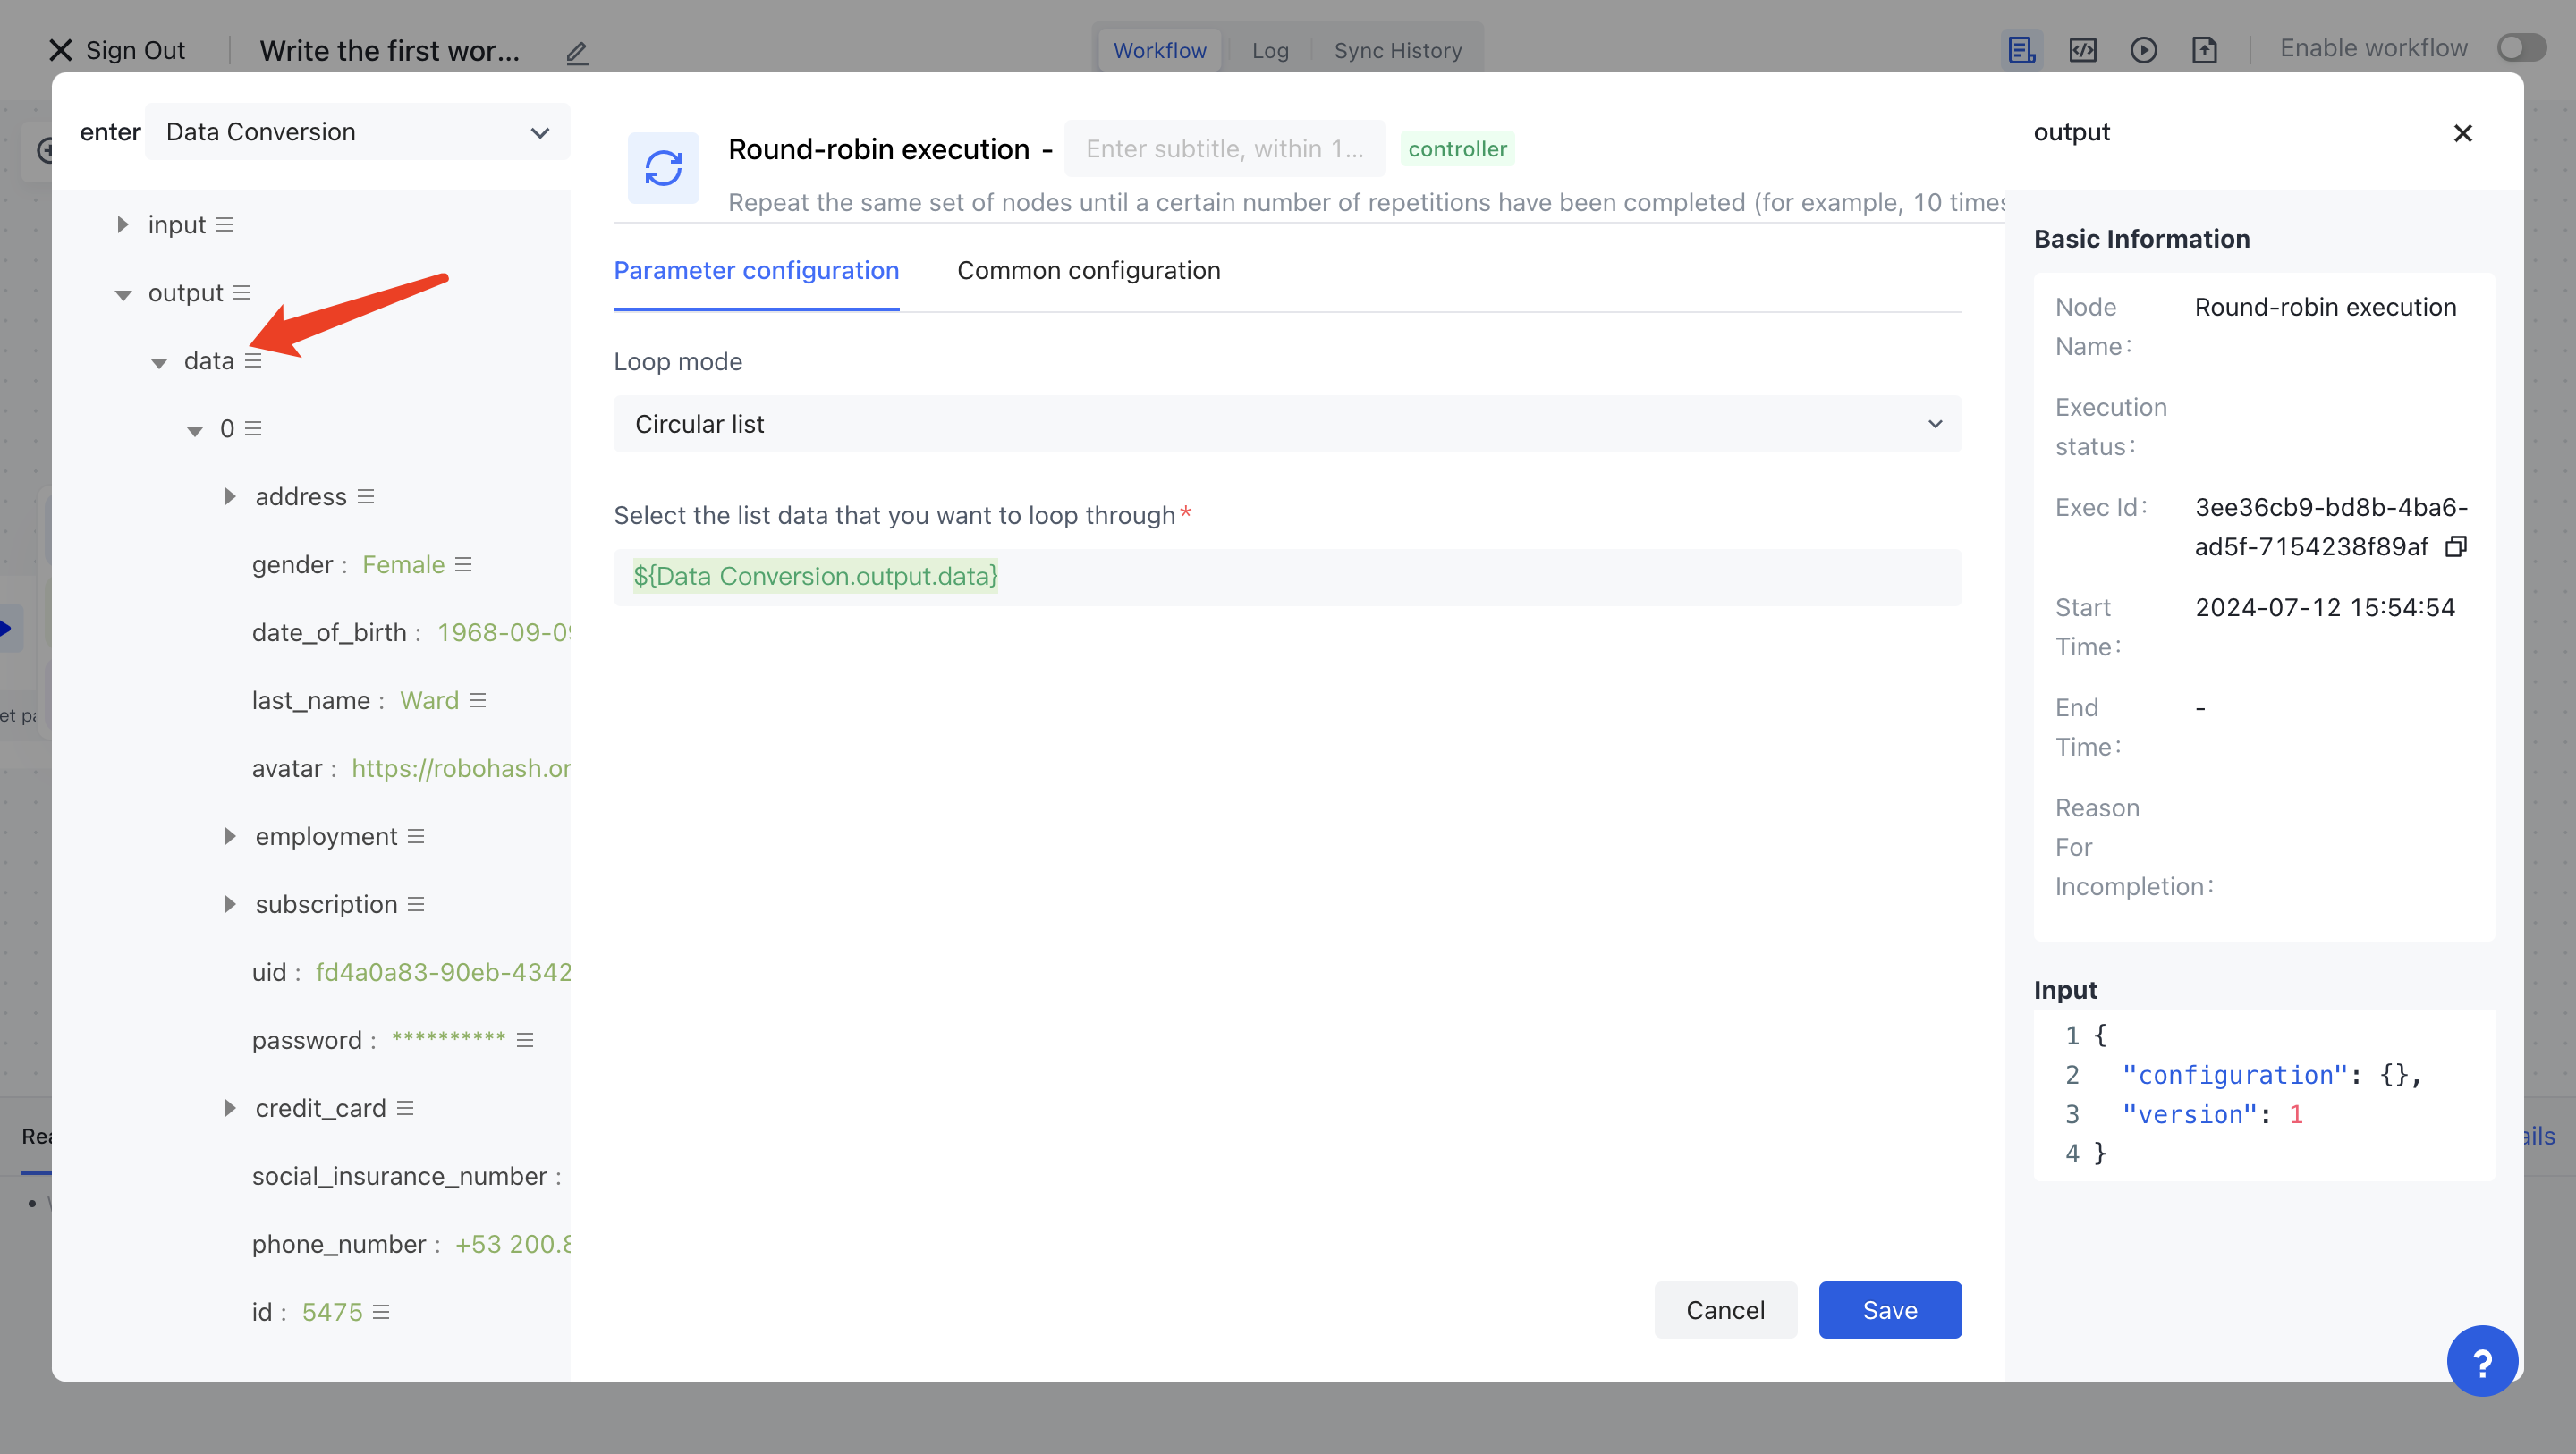 Sign Out
Write the first wor...
Workflow
Log
Sync History
Enable workflow
enter
Data Conversion
input
output
data
0
address
gender : Female
date_of_birth : 1968-09-09
last_name : Ward
avatar : https://robohash.or
employment
subscription
uid : fd4a0a83-90eb-4342
password : **********
credit_card
social_insurance_number :
phone_number : +53 200.8
id : 5475
Round-robin execution -
Enter subtitle, within 1...
controller
Repeat the same set of nodes until a certain number of repetitions have been completed (for example, 10 times
Parameter configuration
Common configuration
Loop mode
Circular list
Select the list data that you want to loop through*
${Data Conversion.output.data}
Cancel
Save
output
Basic Information
Node
Name:
Round-robin execution
Execution
status:
Exec Id:
3ee36cb9-bd8b-4ba6-
ad5f-7154238f89af
Start
Time:
2024-07-12 15:54:54
End
Time:
-
Reason
For
Incompletion:
Input
1 {
2 "configuration": {},
3 "version": 1
4 }
et pa
Rea
ails
?